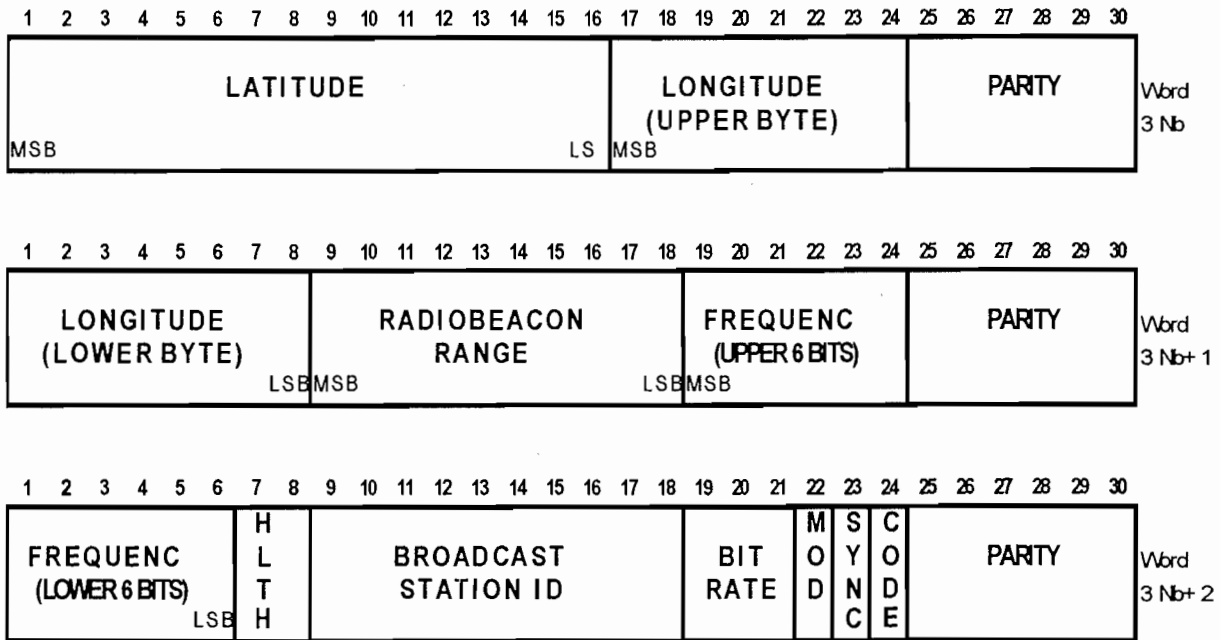 1 2 3 4 5 6 7 8 9 10 11 12 13 14 15 16 17 18 19 20 21 22 23 24 25 26 27 28 29 30
LATITUDE LONGITUDE PARITY Word
(UPPER BYTE) 3 Nb
MSB LS MSB
1 2 3 4 5 6 7 8 9 10 11 12 13 14 15 16 17 18 19 20 21 22 23 24 25 26 27 28 29 30
LONGITUDE RADIOBEACON FREQUENC PARITY Word
(LOWER BYTE) RANGE (UPPER 6 BITS) 3 Nb+ 1
LSB MSB LSB MSB
1 2 3 4 5 6 7 8 9 10 11 12 13 14 15 16 17 18 19 20 21 22 23 24 25 26 27 28 29 30
FREQUENC HLTH BROADCAST BIT MOD SYNC CODE PARITY Word
(LOWER 6 BITS) STATION ID RATE 3 Nb+ 2
LSB